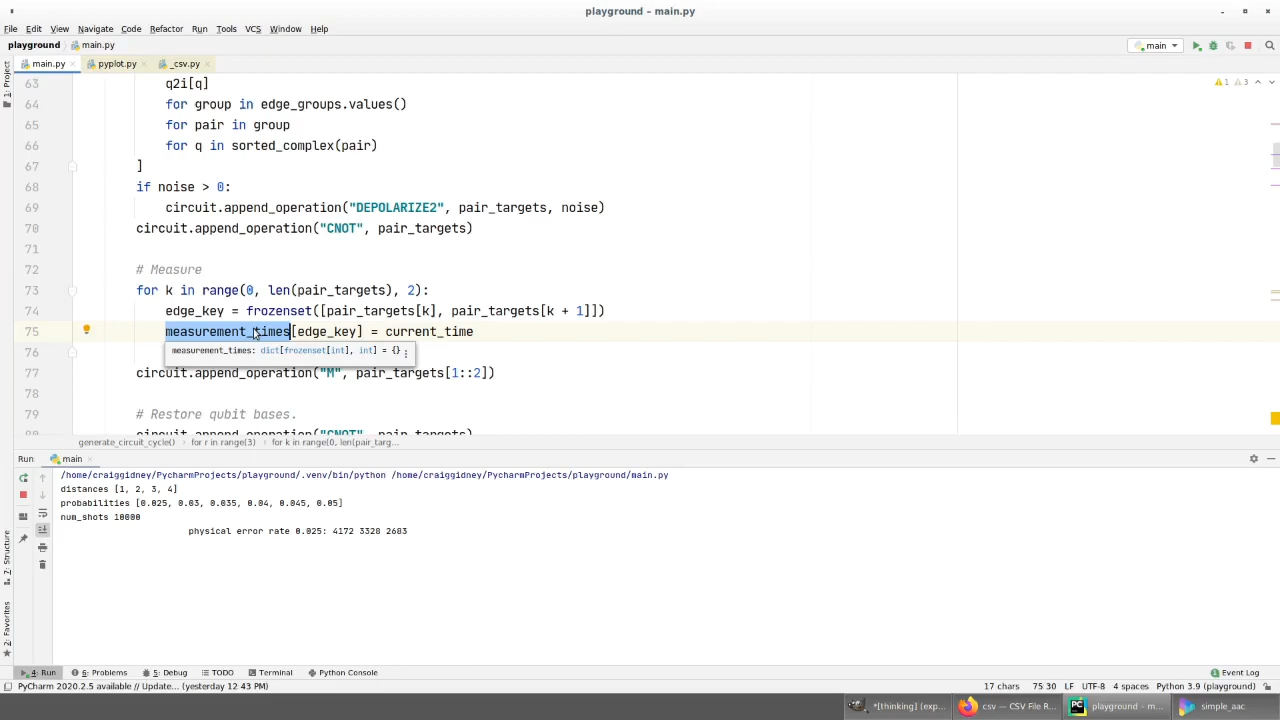 playground – main.py
File Edit View Navigate Code Refactor Run Tools VCS Window Help
playground main.py main
main.py pyplot.py _csv.py
1: Project
1 3
63 q2i[q]
64 for group in edge_groups.values()
65 for pair in group
66 for q in sorted_complex(pair)
67 ]
68 if noise > 0:
69 circuit.append_operation("DEPOLARIZE2", pair_targets, noise)
70 circuit.append_operation("CNOT", pair_targets)
71
72 # Measure
73 for k in range(0, len(pair_targets), 2):
74 edge_key = frozenset([pair_targets[k], pair_targets[k + 1]])
75 measurement_times[edge_key] = current_time
76 measurement_times: dict[frozenset[int], int] = {}
77 circuit.append_operation("M", pair_targets[1::2])
78
79 # Restore qubit bases.
80 circuit.append_operation("CNOT", pair_targets)
generate_circuit_cycle() for r in range(3) for k in range(0, len(pair_targ...
Run: main
/home/craiggidney/PycharmProjects/playground/.venv/bin/python /home/craiggidney/PycharmProjects/playground/main.py
distances [1, 2, 3, 4]
probabilities [0.025, 0.03, 0.035, 0.04, 0.045, 0.05]
num_shots 10000
physical error rate 0.025: 4172 3320 2683
7: Structure
2: Favorites
4: Run 6: Problems 5: Debug TODO Terminal Python Console Event Log
PyCharm 2020.2.5 available // Update... (yesterday 12:43 PM) 17 chars 75:30 LF UTF-8 4 spaces Python 3.9 (playground)
*[thinking] (exp... csv — CSV File R... playground – m... simple_aac